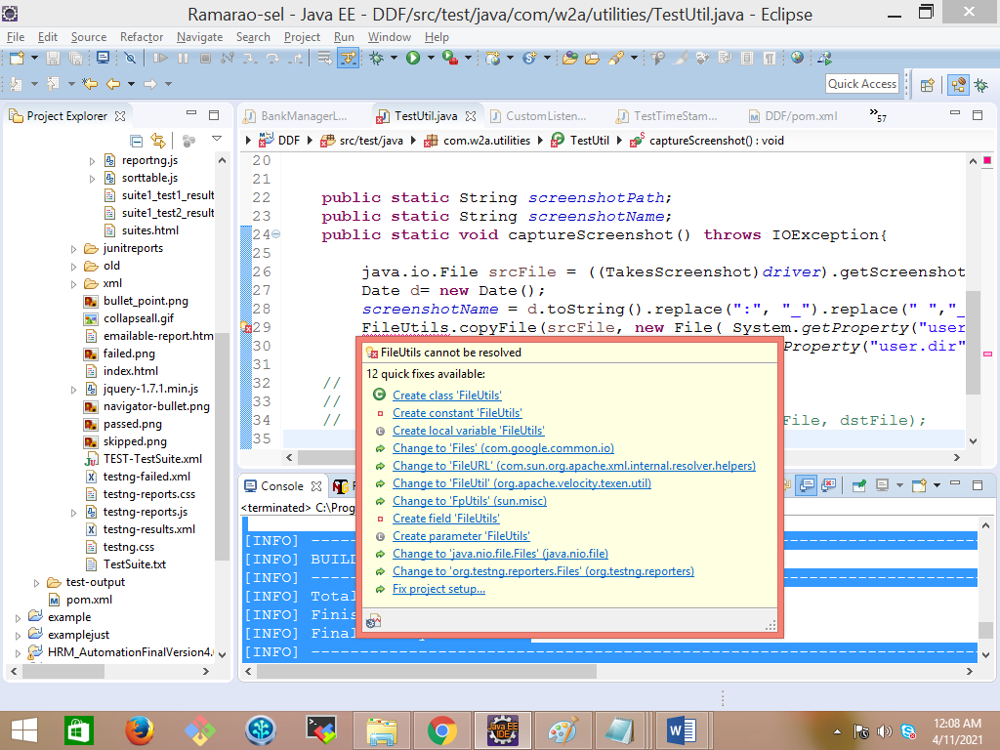 Ramarao-sel - Java EE - DDF/src/test/java/com/w2a/utilities/TestUtil.java - Eclipse
File Edit Source Refactor Navigate Search Project Run Window Help
Quick Access
Project Explorer
reportng.js
sorttable.js
suite1_test1_result
suite1_test2_result
suites.html
junitreports
old
xml
bullet_point.png
collapseall.gif
emailable-report.htm
failed.png
index.html
jquery-1.7.1.min.js
navigator-bullet.png
passed.png
skipped.png
TEST-TestSuite.xml
testng-failed.xml
testng-reports.css
testng-reports.js
testng-results.xml
testng.css
TestSuite.txt
test-output
pom.xml
example
examplejust
HRM_AutomationFinalVersion4.
BankManagerL... TestUtil.java CustomListen... TestTimeStam... DDF/pom.xml »57
DDF src/test/java com.w2a.utilities TestUtil captureScreenshot() : void
20
21
22 public static String screenshotPath;
23 public static String screenshotName;
24 public static void captureScreenshot() throws IOException{
25
26 java.io.File srcFile = ((TakesScreenshot)driver).getScreenshot
27 Date d= new Date();
28 screenshotName = d.toString().replace(":", "_").replace(" ","_
29 FileUtils.copyFile(srcFile, new File( System.getProperty("user
30 Property("user.dir"
31
32 //
33 //
34 // File, dstFile);
35
FileUtils cannot be resolved
12 quick fixes available:
Create class 'FileUtils'
Create constant 'FileUtils'
Create local variable 'FileUtils'
Change to 'Files' (com.google.common.io)
Change to 'FileURL' (com.sun.org.apache.xml.internal.resolver.helpers)
Change to 'FileUtil' (org.apache.velocity.texen.util)
Change to 'FpUtils' (sun.misc)
Create field 'FileUtils'
Create parameter 'FileUtils'
Change to 'java.nio.file.Files' (java.nio.file)
Change to 'org.testng.reporters.Files' (org.testng.reporters)
Fix project setup...
Console
<terminated> C:\Prog
[INFO] ------------------------------------------------------------------------
[INFO] BUILD
[INFO] ------------------------------------------------------------------------
[INFO] Total
[INFO] Finis
[INFO] Final
[INFO] ------------------------------------------------------------------------
Java EE
IDE
12:08 AM
4/11/2021